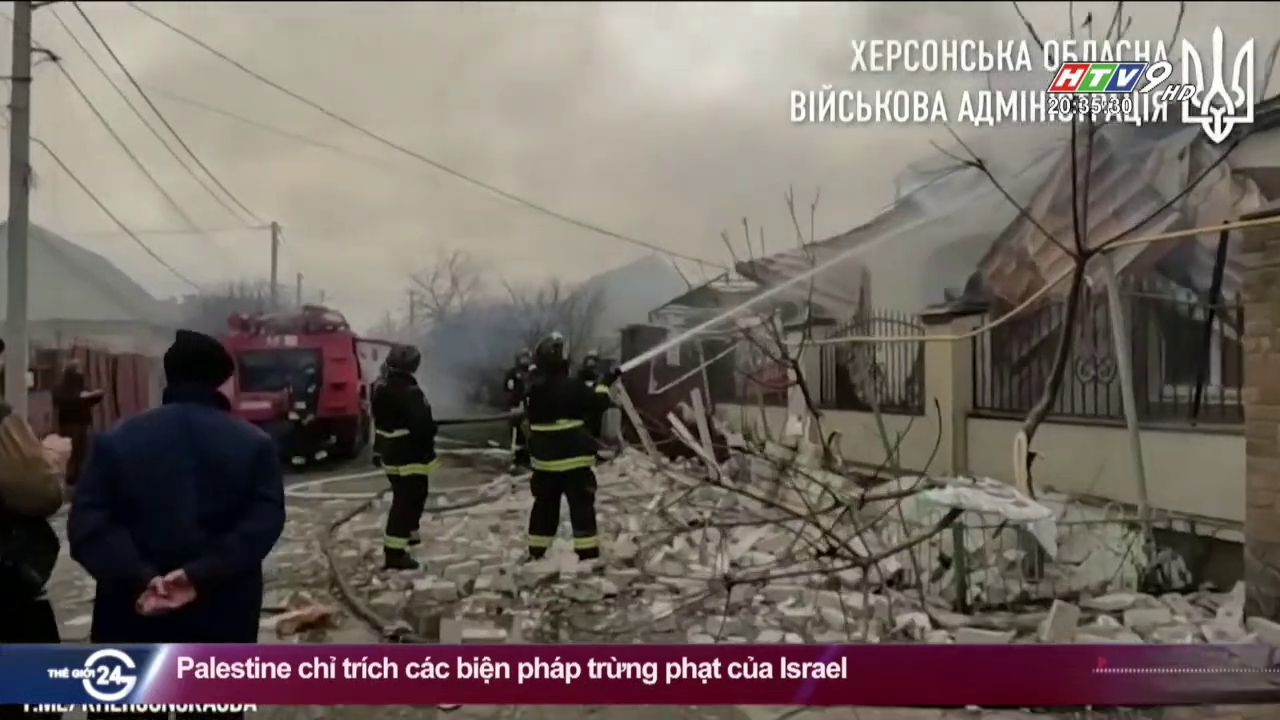 ХЕРСОНСЬКА ОБЛАСНА
ВІЙСЬКОВА АДМІНІСТРАЦІЯ
HTV9 HD
20:35:30
THẾ GIỚI 24G
Palestine chỉ trích các biện pháp trừng phạt của Israel